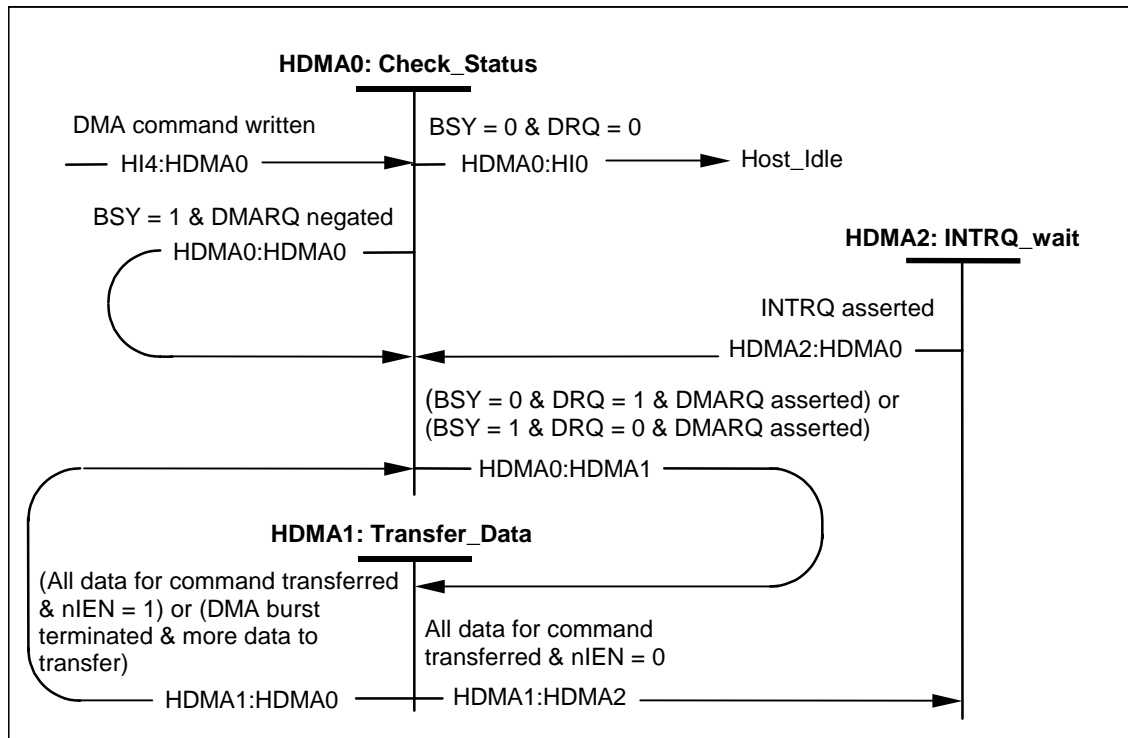 HDMA0: Check_Status
DMA command written
HI4:HDMA0
BSY = 0 & DRQ = 0
HDMA0:HI0
Host_Idle
BSY = 1 & DMARQ negated
HDMA0:HDMA0
HDMA2: INTRQ_wait
INTRQ asserted
HDMA2:HDMA0
(BSY = 0 & DRQ = 1 & DMARQ asserted) or
(BSY = 1 & DRQ = 0 & DMARQ asserted)
HDMA0:HDMA1
HDMA1: Transfer_Data
(All data for command transferred
& nIEN = 1) or (DMA burst
terminated & more data to
transfer)
HDMA1:HDMA0
All data for command
transferred & nIEN = 0
HDMA1:HDMA2